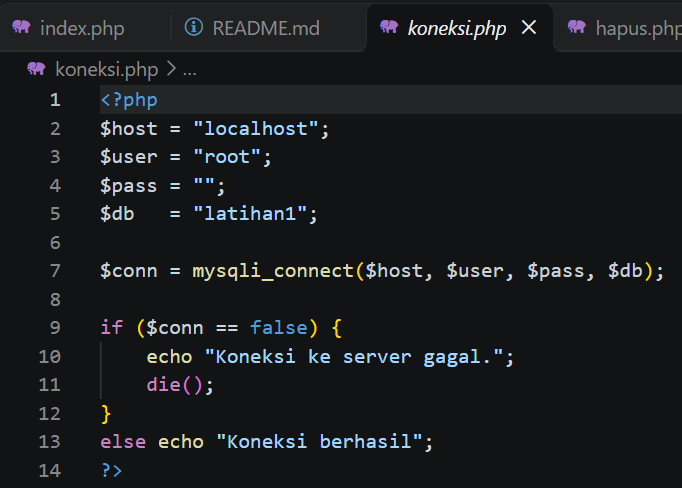 index.php README.md koneksi.php hapus.php
koneksi.php > ...
1 <?php
2 $host = "localhost";
3 $user = "root";
4 $pass = "";
5 $db   = "latihan1";
6
7 $conn = mysqli_connect($host, $user, $pass, $db);
8
9 if ($conn == false) {
10     echo "Koneksi ke server gagal.";
11     die();
12 }
13 else echo "Koneksi berhasil";
14 ?>